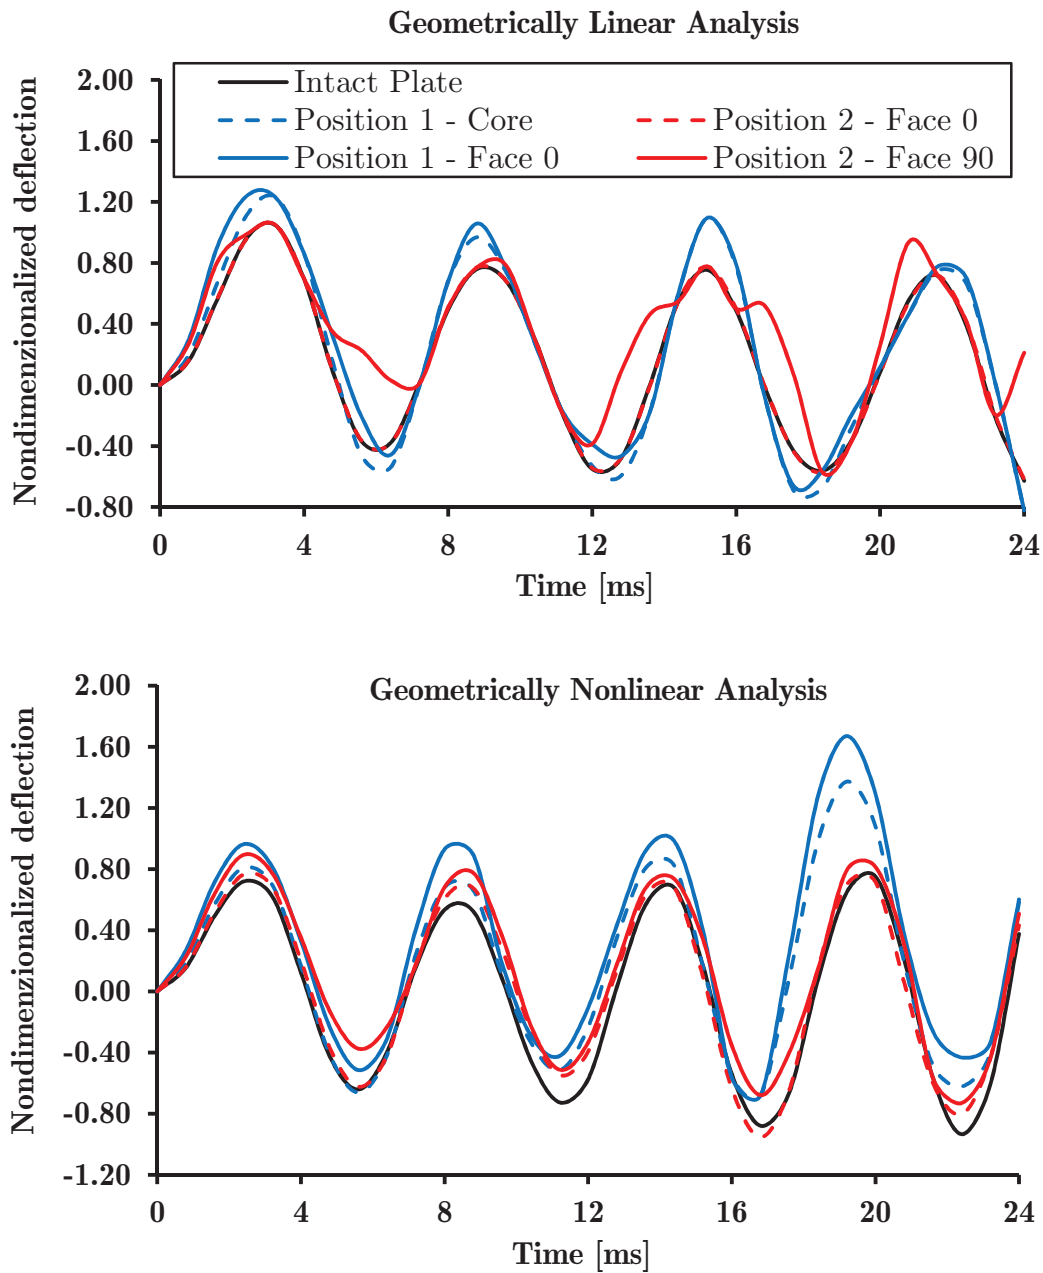 Geometrically Linear Analysis
Nondimenzionalized deflection
2.00
1.60
1.20
0.80
0.40
0.00
-0.40
-0.80
Intact Plate
Position 1 - Core
Position 2 - Face 0
Position 1 - Face 0
Position 2 - Face 90
0 4 8 12 16 20 24
Time [ms]
Geometrically Nonlinear Analysis
Nondimenzionalized deflection
2.00
1.60
1.20
0.80
0.40
0.00
-0.40
-0.80
-1.20
0 4 8 12 16 20 24
Time [ms]